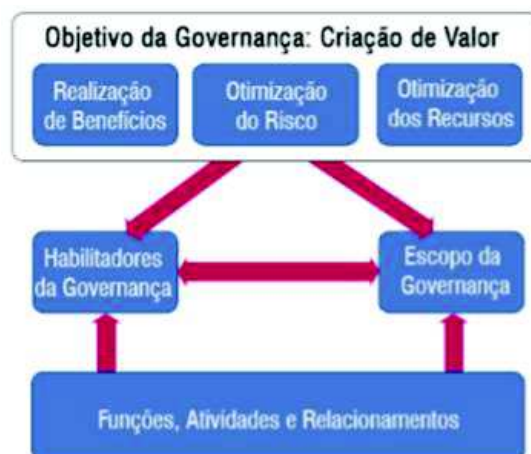 Objetivo da Governança: Criação de Valor
Realização
de Benefícios
Otimização
do Risco
Otimização
dos Recursos
Habilitadores
da Governança
Escopo da
Governança
Funções, Atividades e Relacionamentos